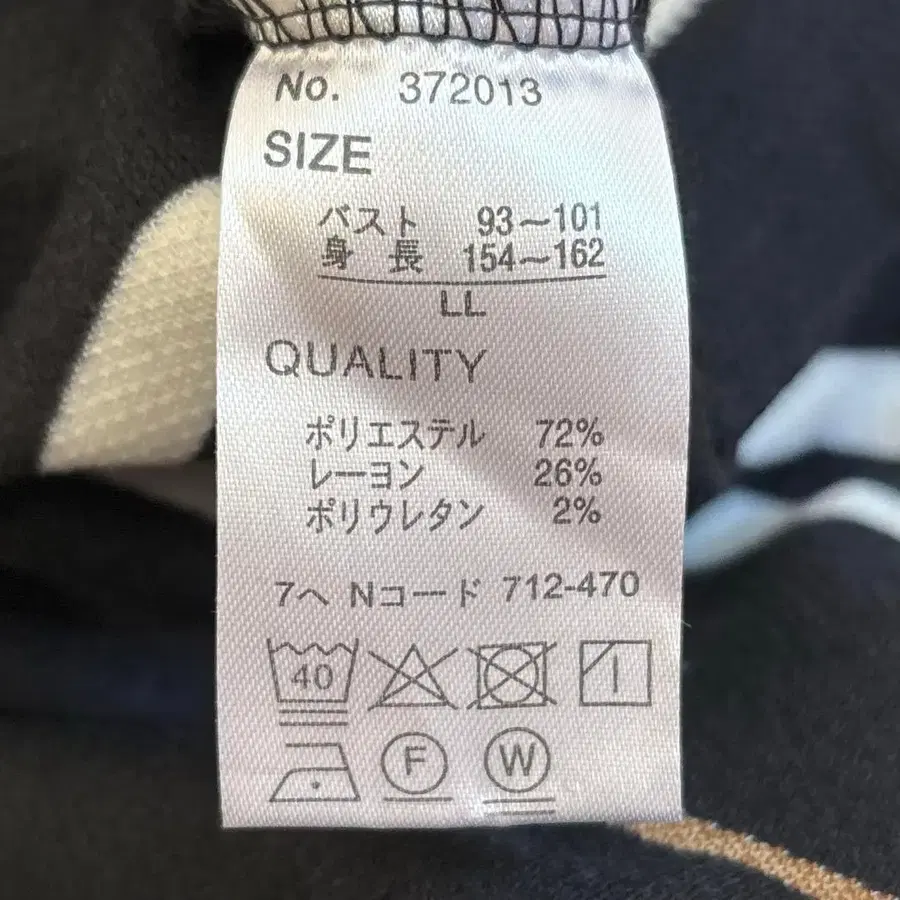 No. 372013
SIZE
バスト 93～101
身長 154～162
LL
QUALITY
ポリエステル 72%
レーヨン 26%
ポリウレタン 2%
7ヘ Nコード 712-470
40
F W